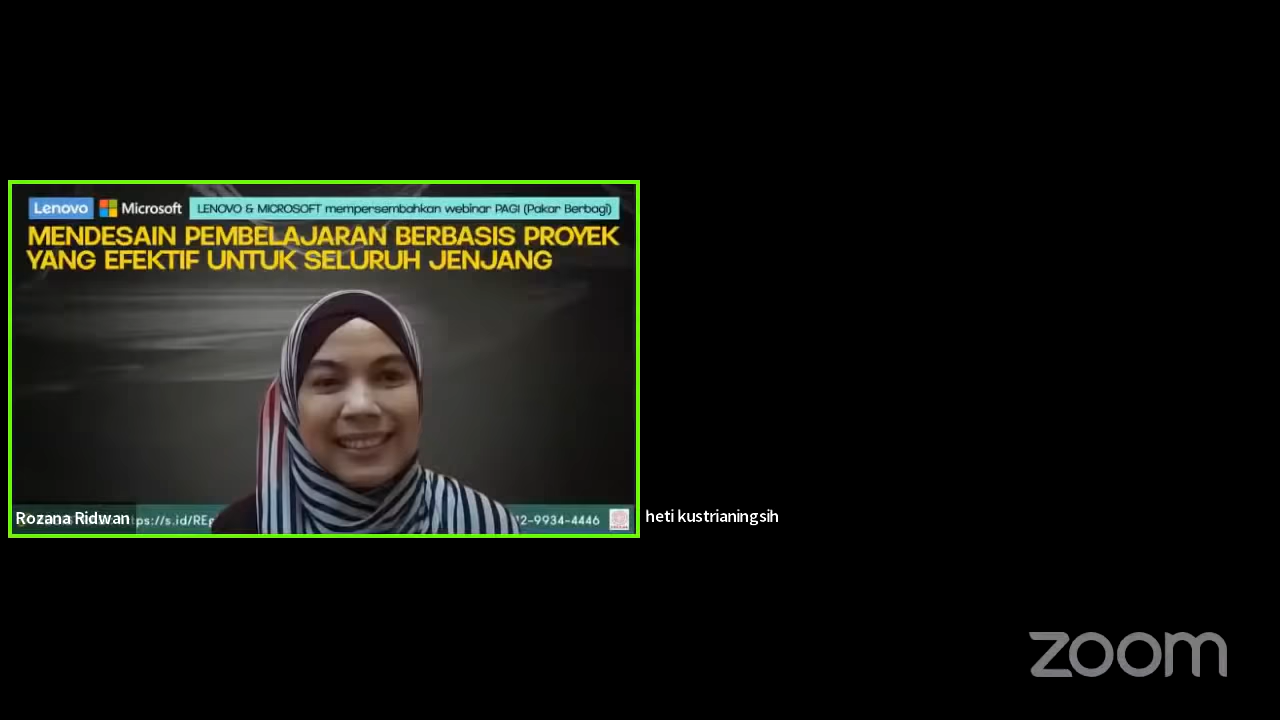 Lenovo Microsoft LENOVO & MICROSOFT mempersembahkan webinar PAGI (Pakar Berbagi)
MENDESAIN PEMBELAJARAN BERBASIS PROYEK
YANG EFEKTIF UNTUK SELURUH JENJANG
Rozana Ridwan
ps://s.id/REg
12-9934-4446
heti kustrianingsih
zoom